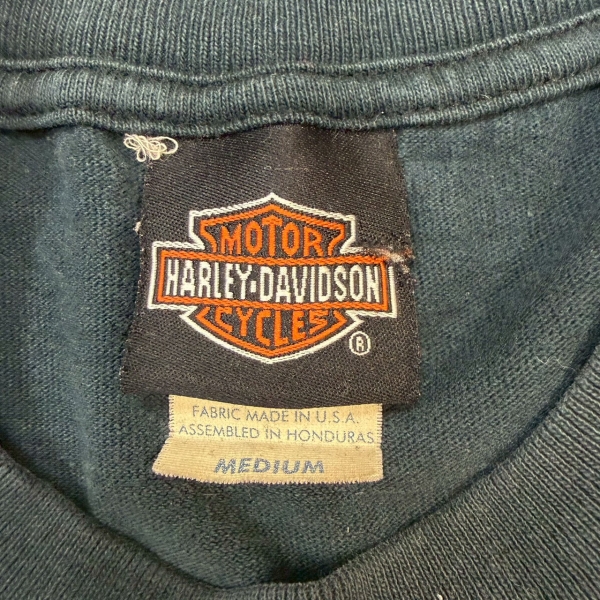 MOTOR
HARLEY-DAVIDSON
CYCLES
®
FABRIC MADE IN U.S.A.
ASSEMBLED IN HONDURAS
MEDIUM